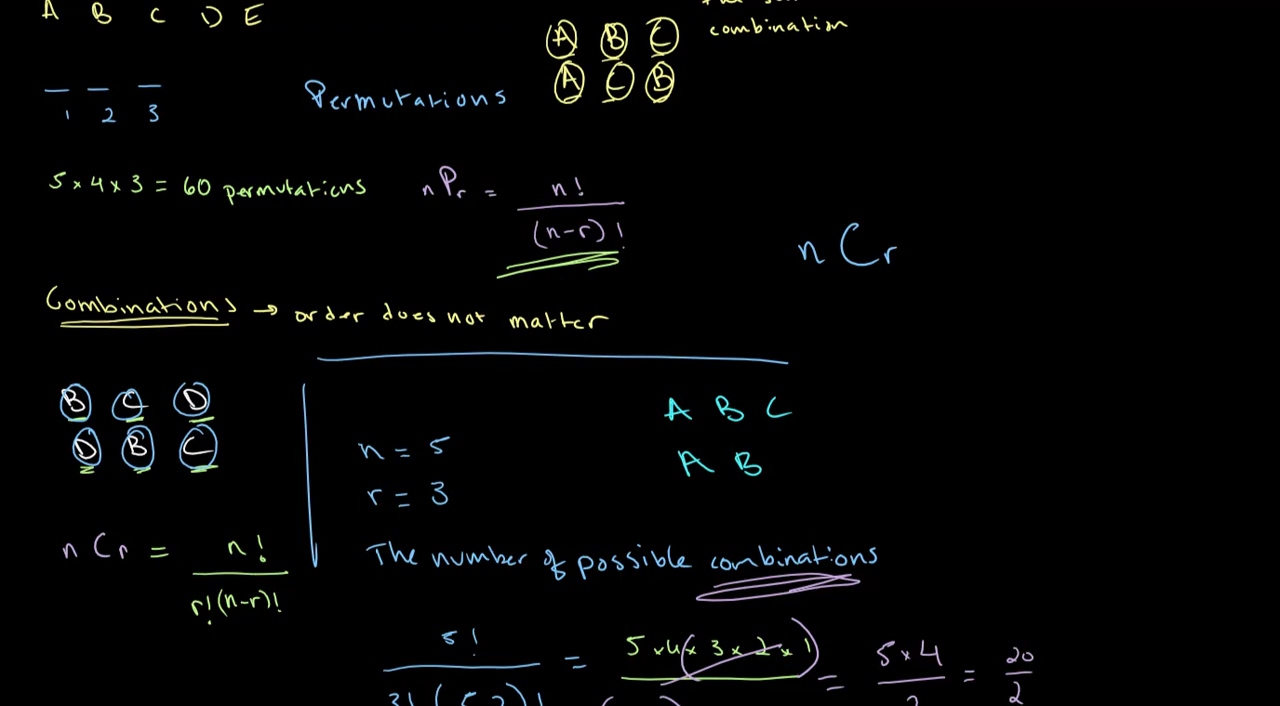 A B C D E
combination
A B C
A C B
1 2 3
Permutations
5 × 4 × 3 = 60 permutations
nPr = n! / (n-r)!
nCr
Combinations → order does not matter
B C D
D B C
A B C
A B
n = 5
r = 3
nCr = n! / r!(n-r)!
The number of possible combinations
5! = 5×4(×3×2×1) = 5×4 = 20
2